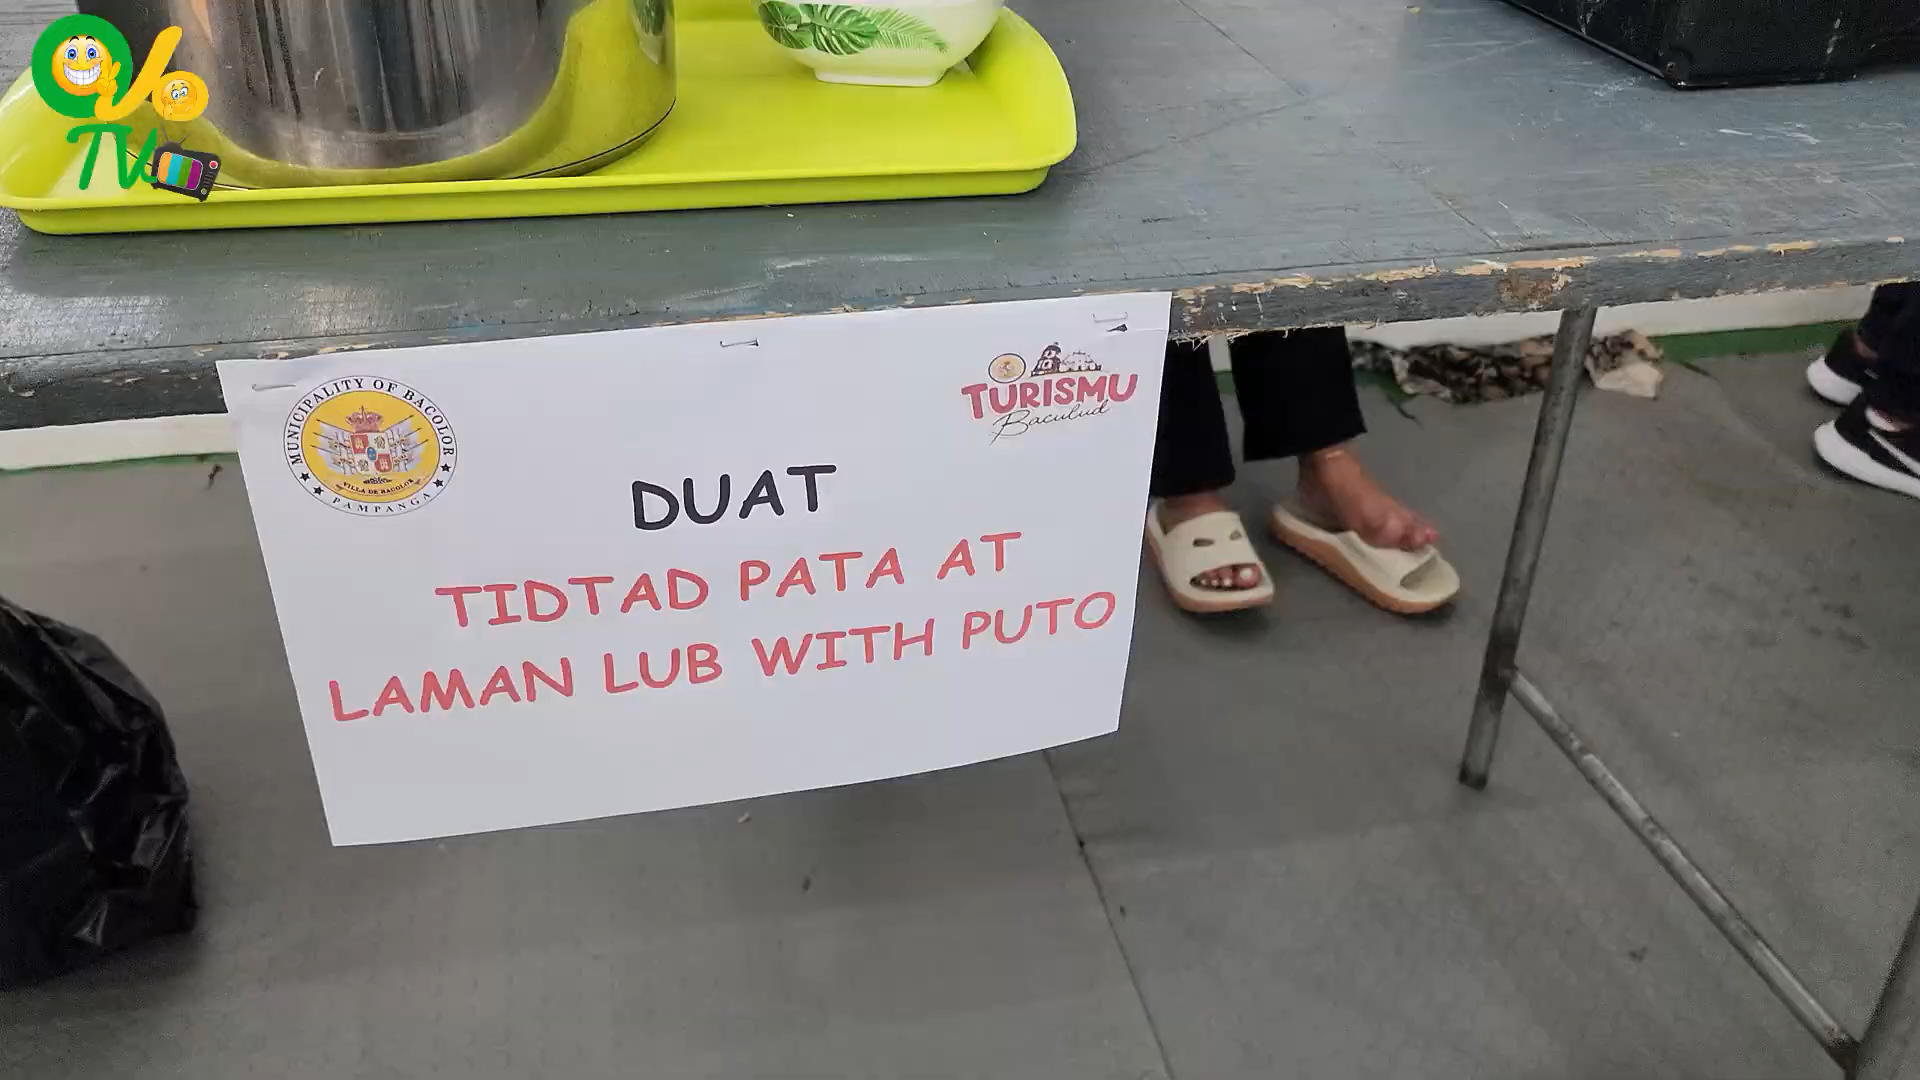 TV
MUNICIPALITY OF BACOLOR
VILLA DE BACOLOR
PAMPANGA
TURISMU
Baculud
DUAT
TIDTAD PATA AT
LAMAN LUB WITH PUTO